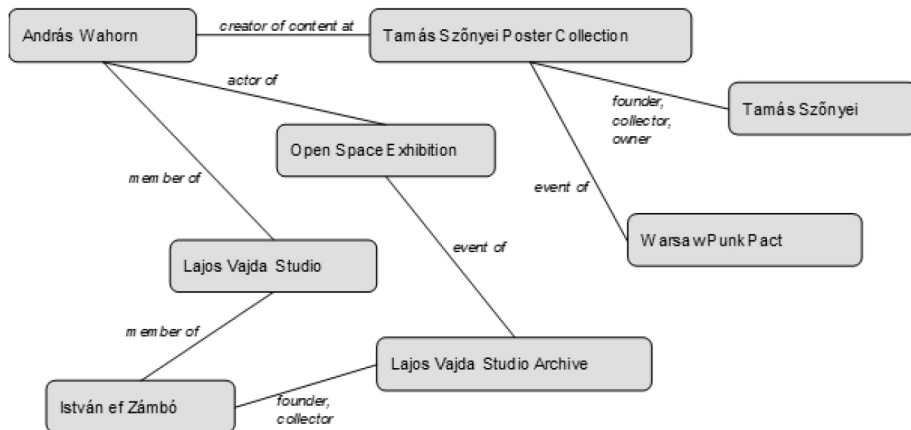 András Wahorn
creator of content at
Tamás Szőnyei Poster Collection
actor of
founder,
collector,
owner
Tamás Szőnyei
Open Space Exhibition
member of
event of
Warsaw Punk Pact
event of
Lajos Vajda Studio
member of
Lajos Vajda Studio Archive
István ef Zámbó
founder,
collector